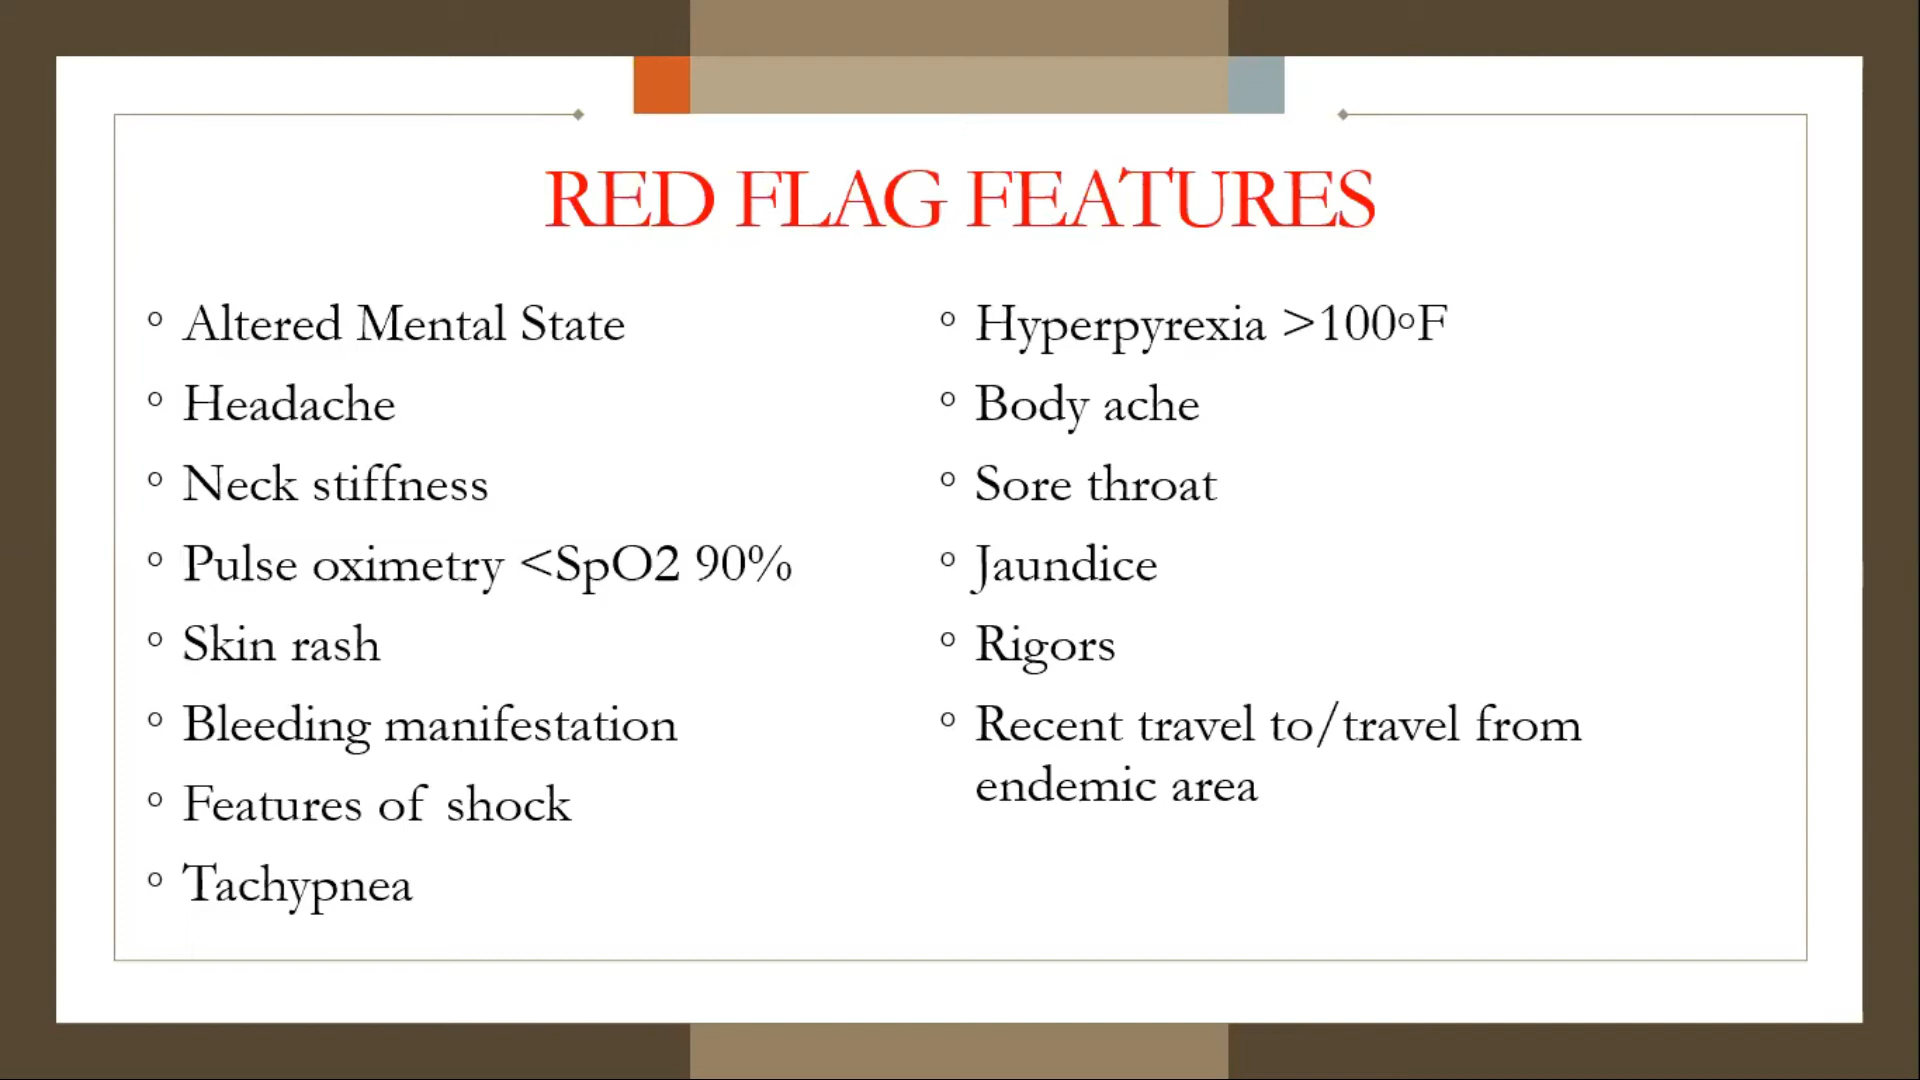 RED FLAG FEATURES
◦ Altered Mental State
◦ Headache
◦ Neck stiffness
◦ Pulse oximetry <SpO2 90%
◦ Skin rash
◦ Bleeding manifestation
◦ Features of shock
◦ Tachypnea
◦ Hyperpyrexia >100◦F
◦ Body ache
◦ Sore throat
◦ Jaundice
◦ Rigors
◦ Recent travel to/travel from
endemic area